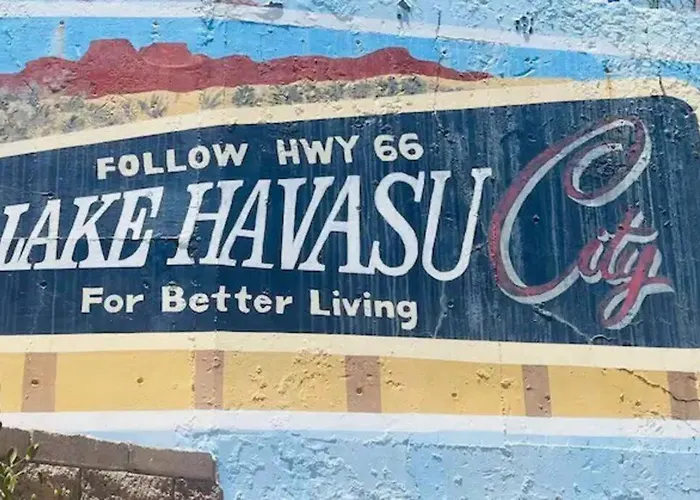 FOLLOW HWY 66
LAKE HAVASU City
For Better Living